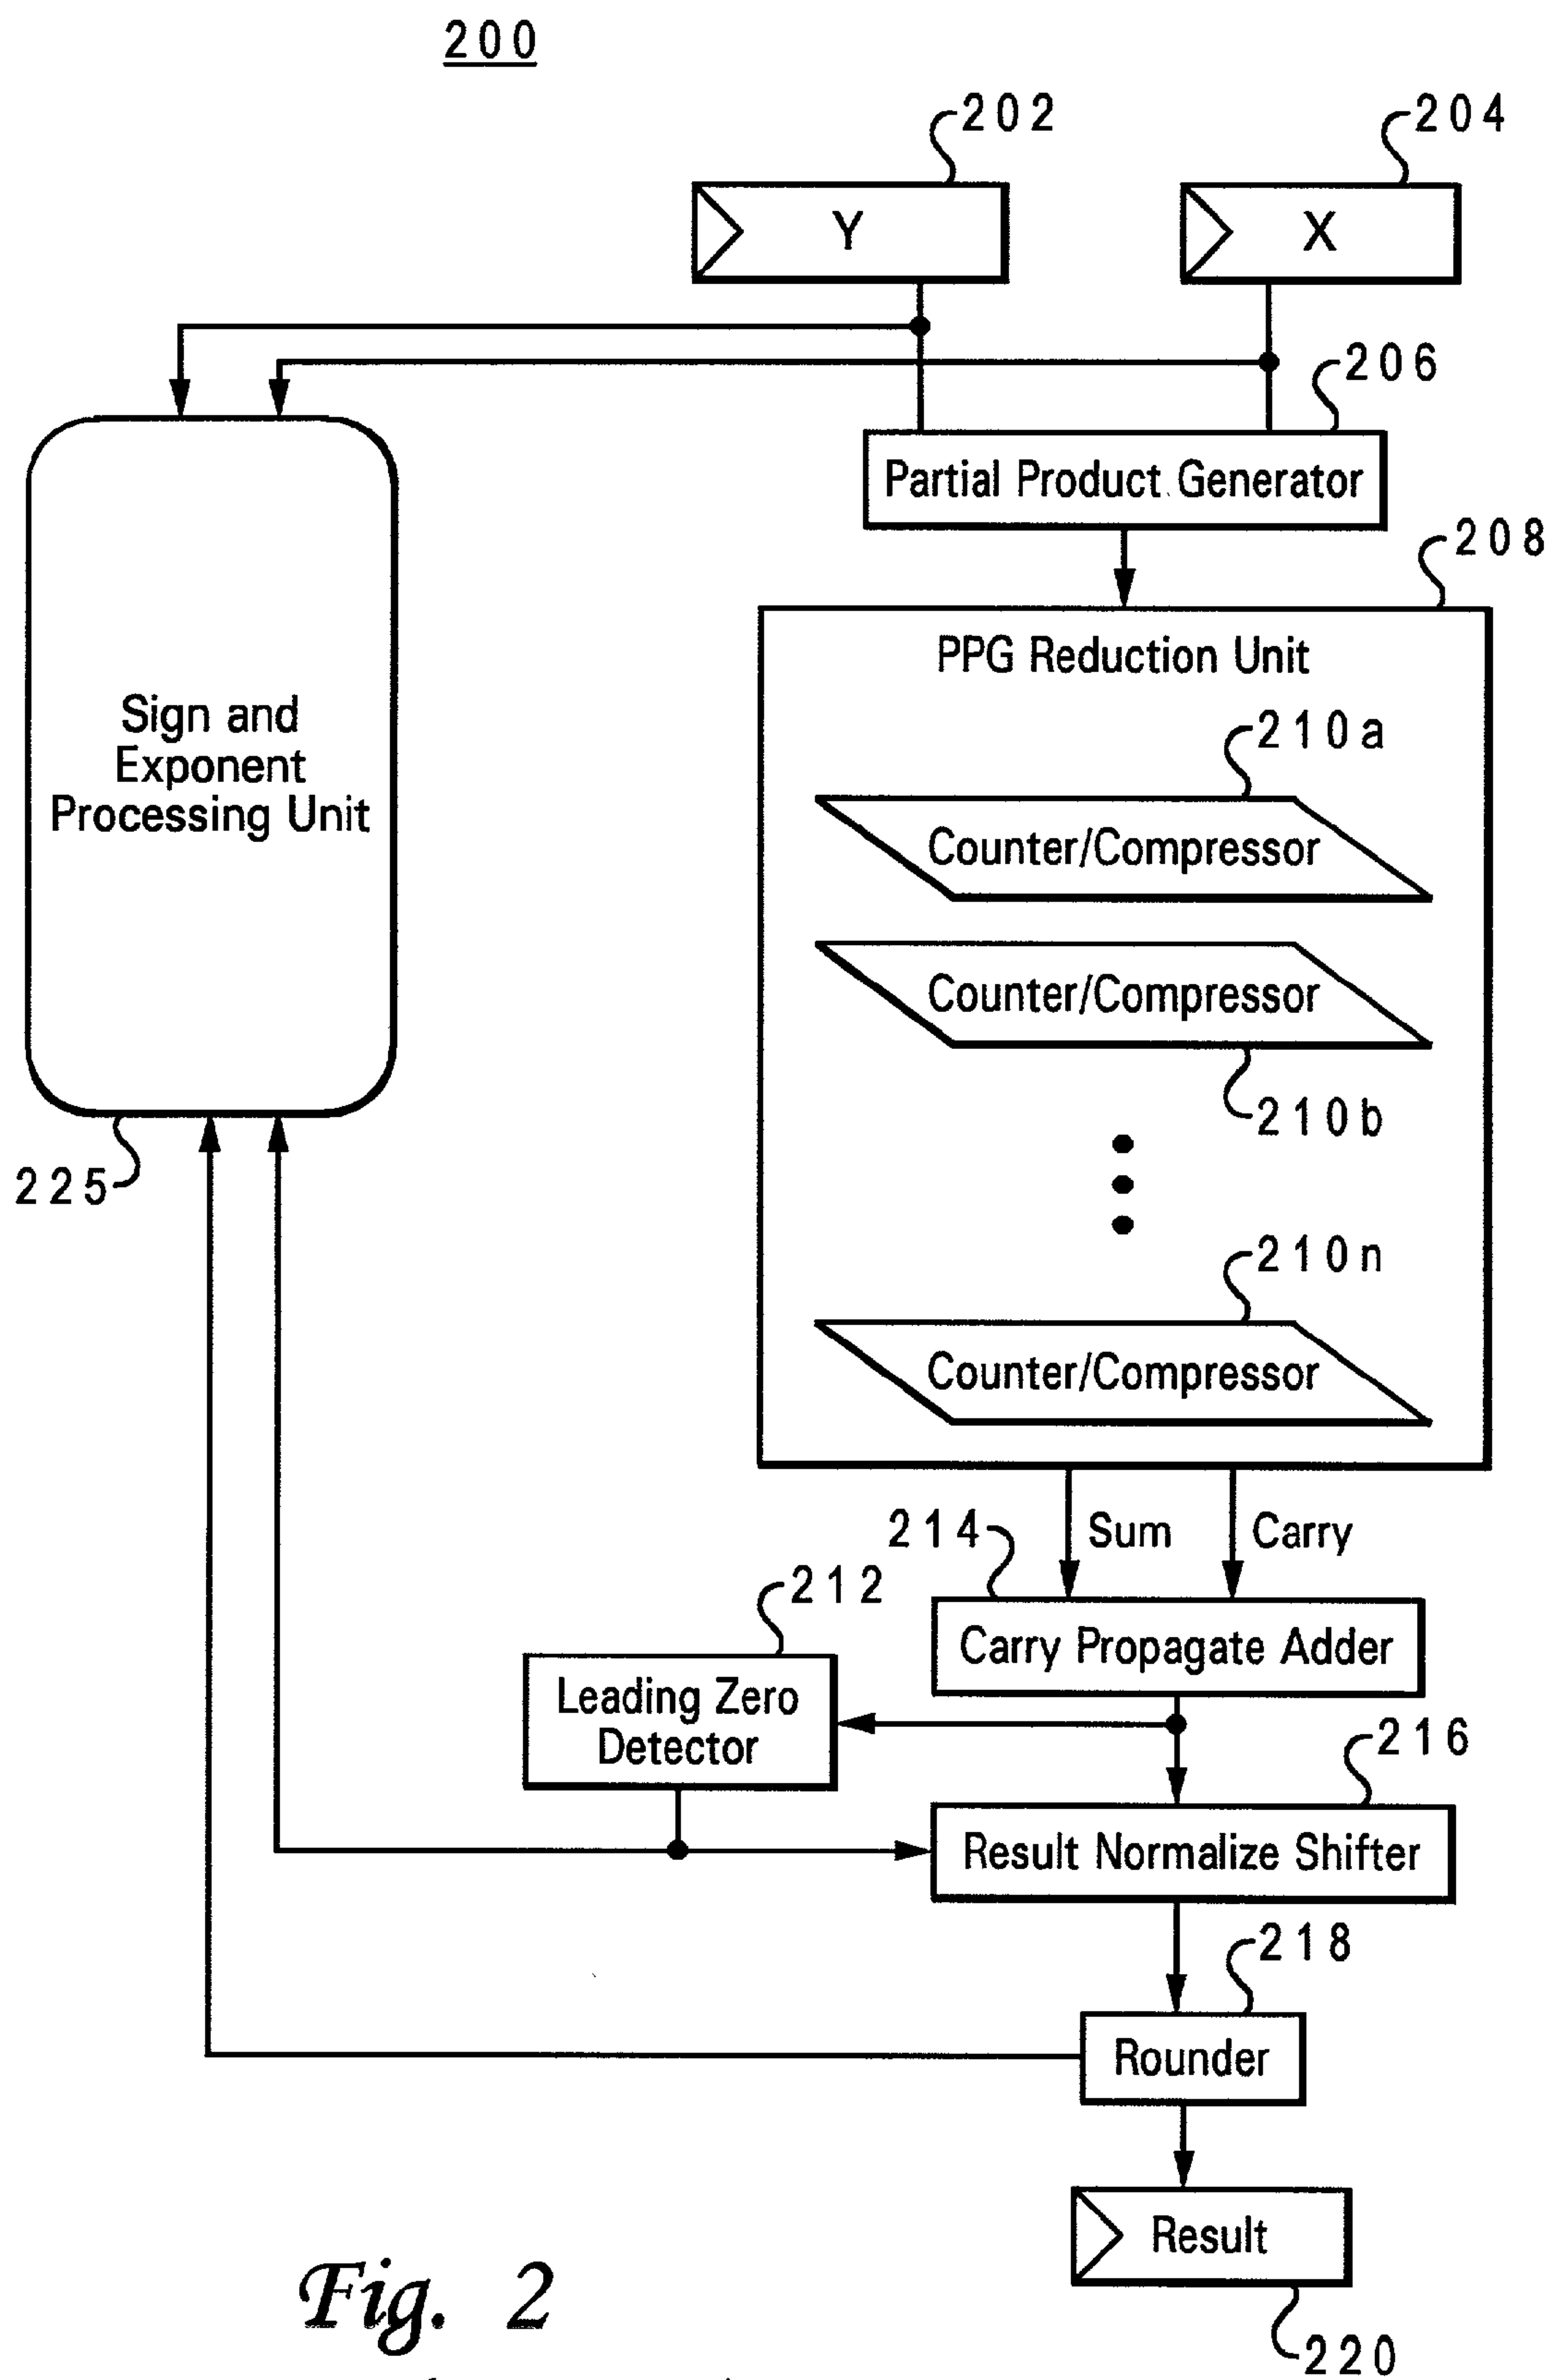 200
202
204
Y
X
206
Partial Product Generator
208
PPG Reduction Unit
Sign and
Exponent
Processing Unit
210a
Counter/Compressor
Counter/Compressor
210b
225
210n
Counter/Compressor
214
Sum
Carry
212
Carry Propagate Adder
Leading Zero
Detector
216
Result Normalize Shifter
218
Rounder
Result
Fig. 2
220